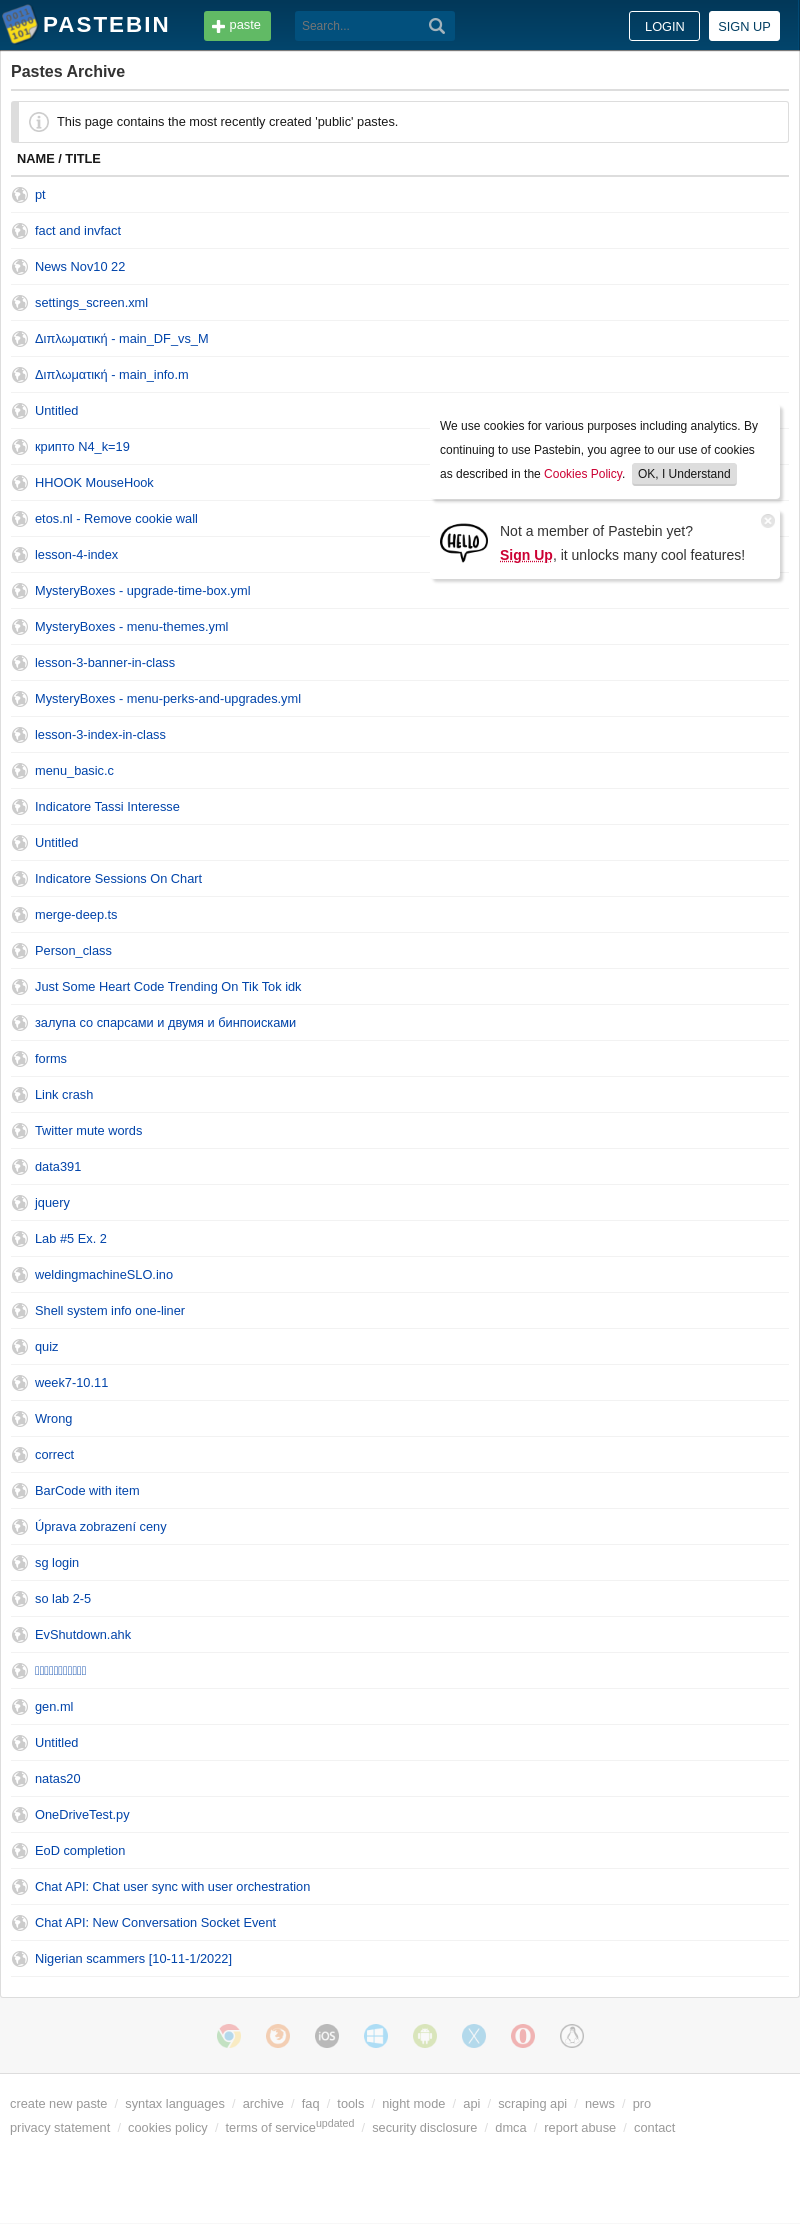 PASTEBIN
paste
Search...
LOGIN
SIGN UP
Pastes Archive
This page contains the most recently created 'public' pastes.
NAME / TITLE
pt
fact and invfact
News Nov10 22
settings_screen.xml
Διπλωματική - main_DF_vs_M
Διπλωματική - main_info.m
Untitled
крипто N4_k=19
HHOOK MouseHook
etos.nl - Remove cookie wall
lesson-4-index
We use cookies for various purposes including analytics. By
continuing to use Pastebin, you agree to our use of cookies
as described in the Cookies Policy. OK, I Understand
HELLO
Not a member of Pastebin yet?
Sign Up, it unlocks many cool features!
MysteryBoxes - upgrade-time-box.yml
MysteryBoxes - menu-themes.yml
lesson-3-banner-in-class
MysteryBoxes - menu-perks-and-upgrades.yml
lesson-3-index-in-class
menu_basic.c
Indicatore Tassi Interesse
Untitled
Indicatore Sessions On Chart
merge-deep.ts
Person_class
Just Some Heart Code Trending On Tik Tok idk
залупа со спарсами и двумя и бинпоисками
forms
Link crash
Twitter mute words
data391
jquery
Lab #5 Ex. 2
weldingmachineSLO.ino
Shell system info one-liner
quiz
week7-10.11
Wrong
correct
BarCode with item
Úprava zobrazení ceny
sg login
so lab 2-5
EvShutdown.ahk
gen.ml
Untitled
natas20
OneDriveTest.py
EoD completion
Chat API: Chat user sync with user orchestration
Chat API: New Conversation Socket Event
Nigerian scammers [10-11-1/2022]
iOS
create new paste / syntax languages / archive / faq / tools / night mode / api / scraping api / news / pro
privacy statement / cookies policy / terms of service updated / security disclosure / dmca / report abuse / contact